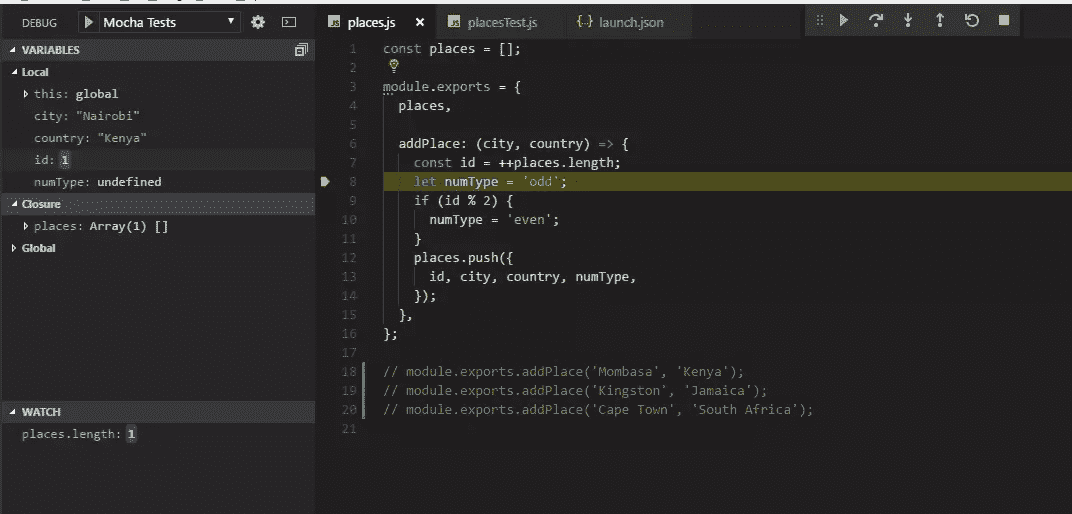 DEBUG Mocha Tests
places.js placesTest.js launch.json
VARIABLES
Local
this: global
city: "Nairobi"
country: "Kenya"
id: 1
numType: undefined
Closure
places: Array(1) []
Global
WATCH
places.length: 1
1 const places = [];
2
3 module.exports = {
4 places,
5
6 addPlace: (city, country) => {
7 const id = ++places.length;
8 let numType = 'odd';
9 if (id % 2) {
10 numType = 'even';
11 }
12 places.push({
13 id, city, country, numType,
14 });
15 },
16 };
17
18 // module.exports.addPlace('Mombasa', 'Kenya');
19 // module.exports.addPlace('Kingston', 'Jamaica');
20 // module.exports.addPlace('Cape Town', 'South Africa');
21